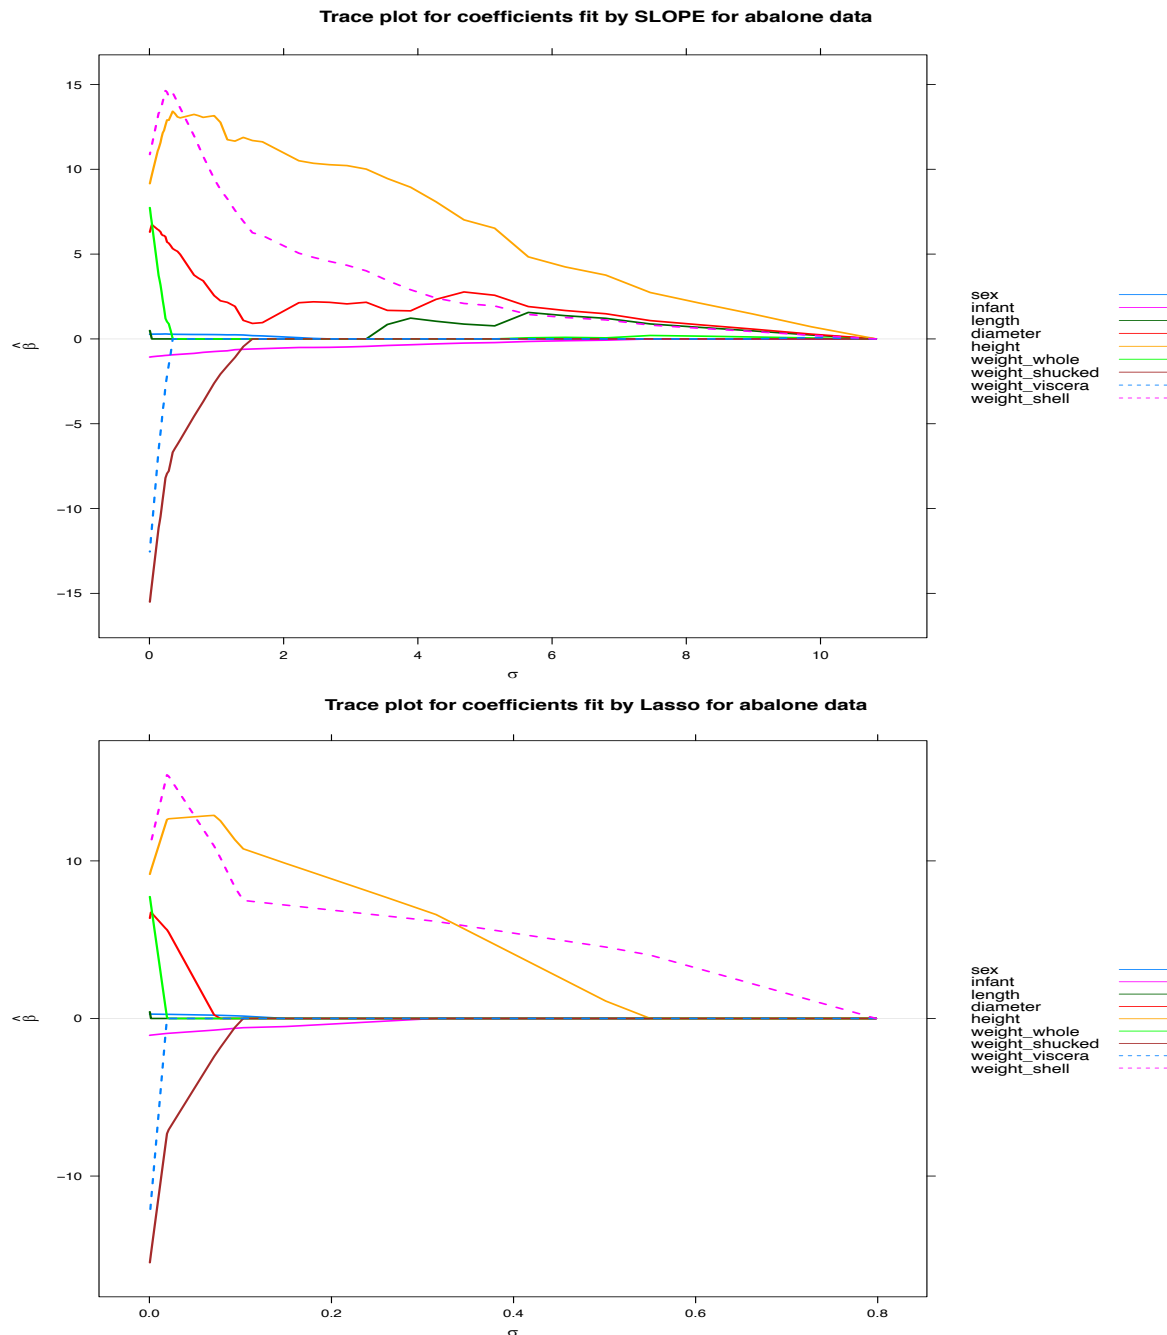 Trace plot for coefficients fit by SLOPE for abalone data
15
10
5
0
−5
−10
−15
β̂
0 2 4 6 8 10
σ
sex
infant
length
diameter
height
weight_whole
weight_shucked
weight_viscera
weight_shell
Trace plot for coefficients fit by Lasso for abalone data
10
0
−10
β̂
0.0 0.2 0.4 0.6 0.8
σ
sex
infant
length
diameter
height
weight_whole
weight_shucked
weight_viscera
weight_shell